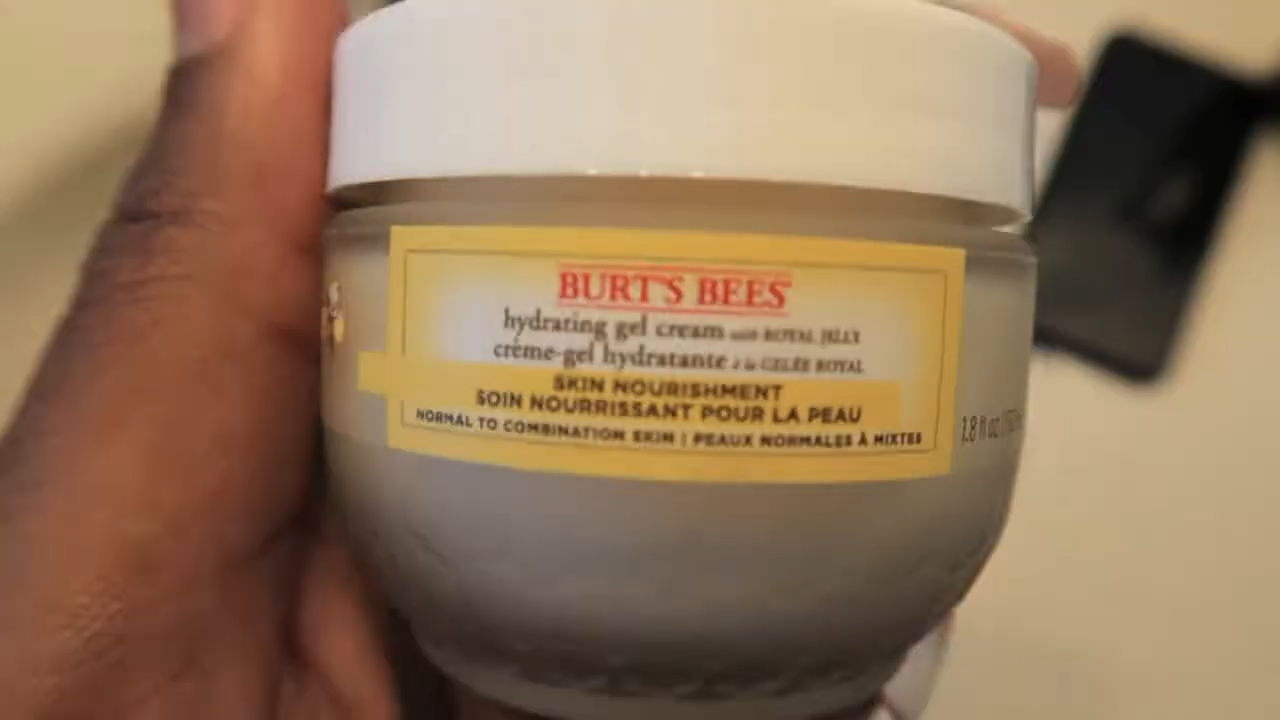 BURT'S BEES
hydrating gel cream with ROYAL JELLY
crème-gel hydratante à la GELÉE ROYAL
SKIN NOURISHMENT
SOIN NOURRISSANT POUR LA PEAU
NORMAL TO COMBINATION SKIN | PEAUX NORMALES À MIXTES
1.8 fl oz